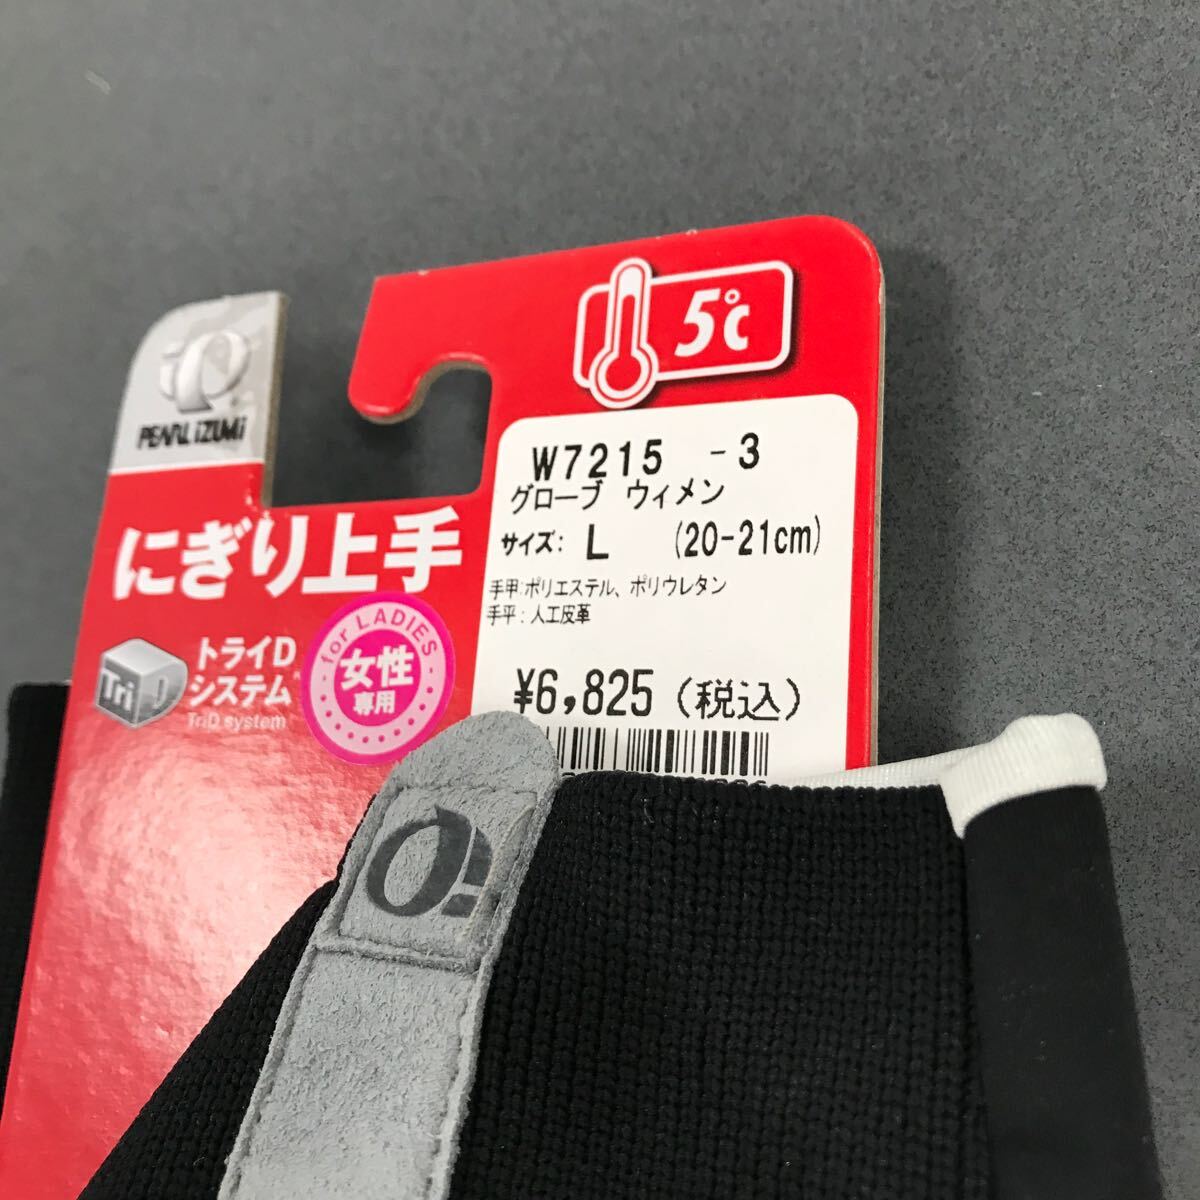 5℃
PEARL iZUMi
W7215 -3
グローブ ウィメン
サイズ: L (20-21cm)
手甲:ポリエステル、ポリウレタン
手平:人工皮革
¥6,825 (税込)
にぎり上手
for LADIES
女性
専用
トライD
システム
Tri D
TriD system